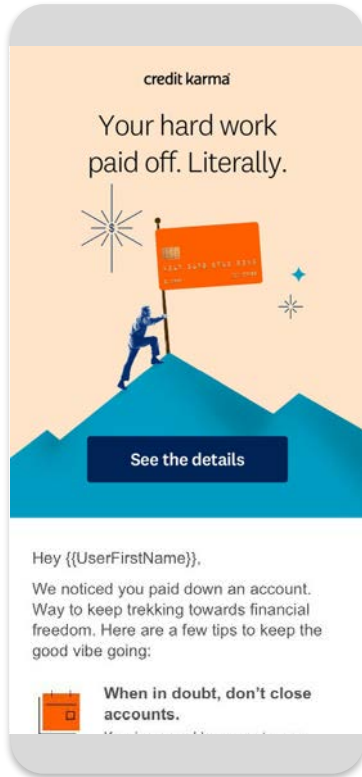 credit karma
Your hard work
paid off. Literally.
$
See the details
Hey {{UserFirstName}},
We noticed you paid down an account.
Way to keep trekking towards financial
freedom. Here are a few tips to keep the
good vibe going:
When in doubt, don't close
accounts.